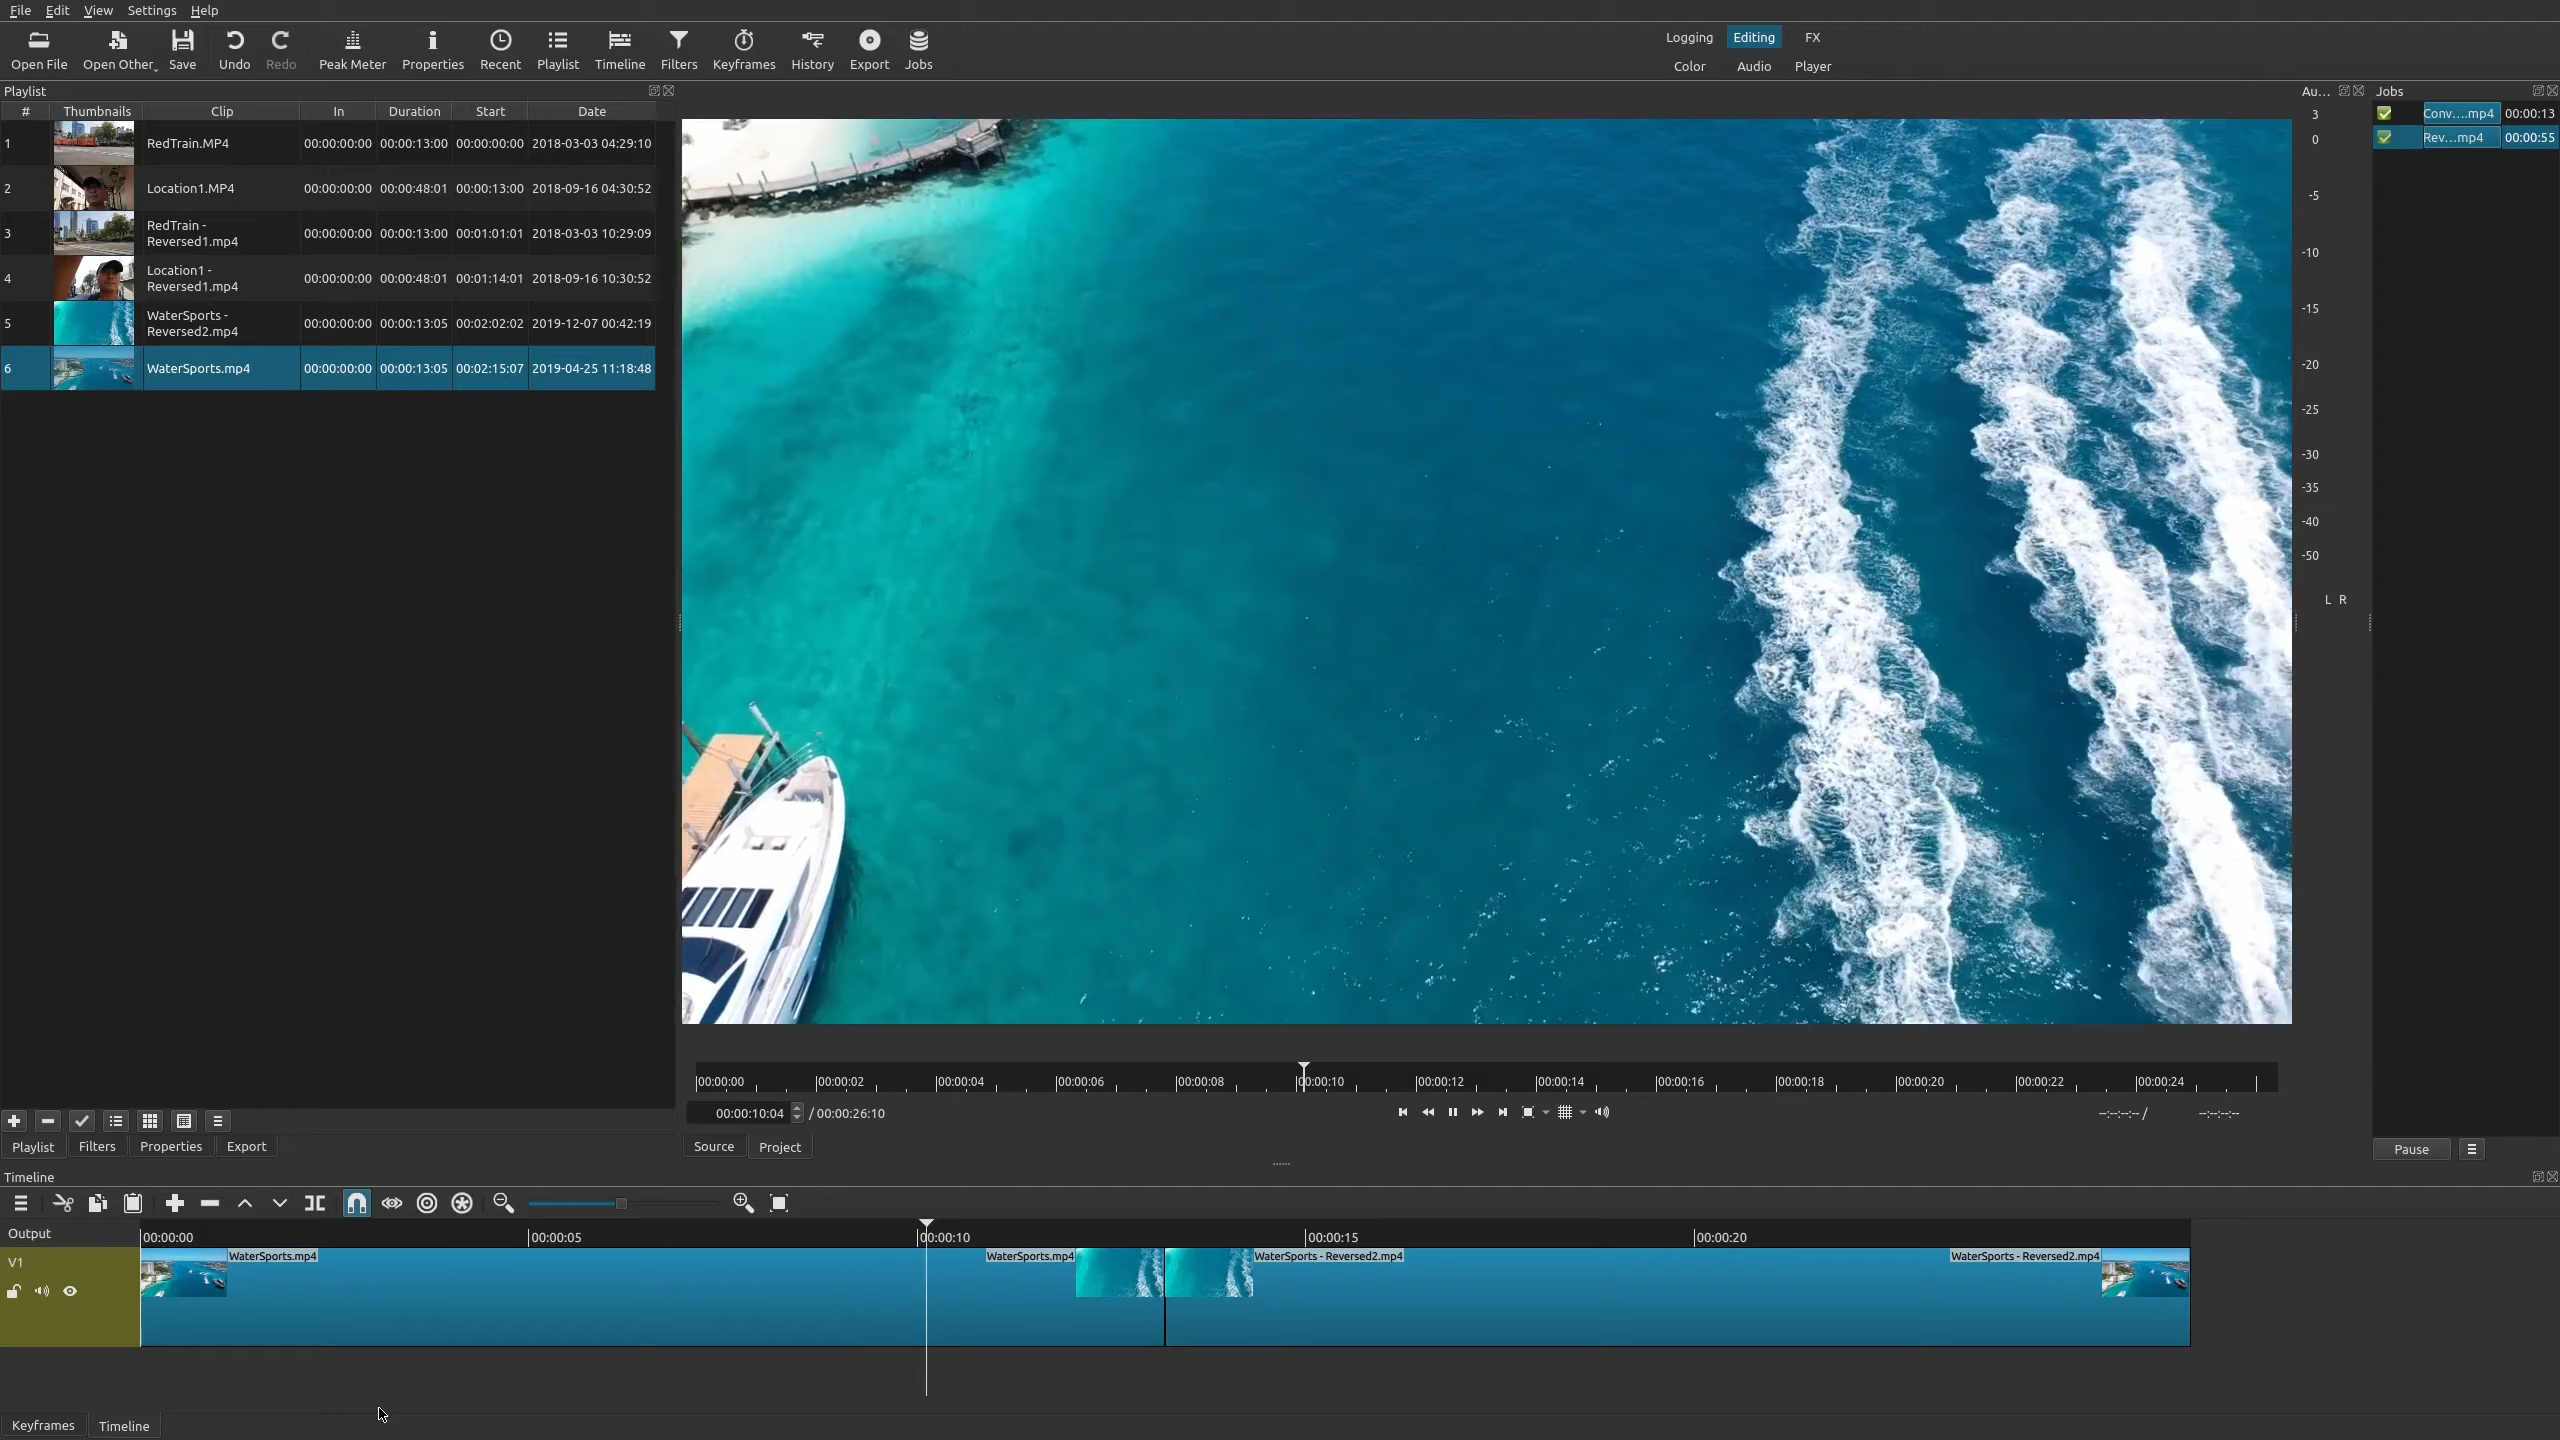 File Edit View Settings Help
Open File Open Other Save Undo Redo Peak Meter Properties Recent Playlist Timeline Filters Keyframes History Export Jobs
Logging Editing FX
Color Audio Player
Playlist
# Thumbnails Clip In Duration Start Date
1 RedTrain.MP4 00:00:00:00 00:00:13:00 00:00:00:00 2018-03-03 04:29:10
2 Location1.MP4 00:00:00:00 00:00:48:01 00:00:13:00 2018-09-16 04:30:52
3 RedTrain -
Reversed1.mp4 00:00:00:00 00:00:13:00 00:01:01:01 2018-03-03 10:29:09
4 Location1 -
Reversed1.mp4 00:00:00:00 00:00:48:01 00:01:14:01 2018-09-16 10:30:52
5 WaterSports -
Reversed2.mp4 00:00:00:00 00:00:13:05 00:02:02:02 2019-12-07 00:42:19
6 WaterSports.mp4 00:00:00:00 00:00:13:05 00:02:15:07 2019-04-25 11:18:48
Playlist Filters Properties Export
00:00:00 00:00:02 00:00:04 00:00:06 00:00:08 00:00:10 00:00:12 00:00:14 00:00:16 00:00:18 00:00:20 00:00:22 00:00:24
00:00:10:04 / 00:00:26:10 --:--:--:-- / --:--:--:--
Source Project
Au...
3
0
-5
-10
-15
-20
-25
-30
-35
-40
-50
L R
Jobs
Conv....mp4 00:00:13
Rev...mp4 00:00:55
Pause
Timeline
Output 00:00:00 00:00:05 00:00:10 00:00:15 00:00:20
V1 WaterSports.mp4 WaterSports.mp4 WaterSports - Reversed2.mp4 WaterSports - Reversed2.mp4
Keyframes Timeline